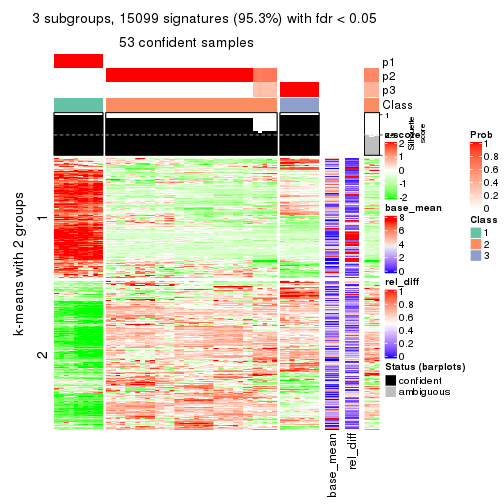 3 subgroups, 15099 signatures (95.3%) with fdr < 0.05
53 confident samples
p1
p2
p3
Class
1
Silhouette
score
z-score
2
1
0
-1
-2
Prob
1
0.8
0.6
0.4
0.2
0
base_mean
8
6
4
2
0
Class
1
2
3
rel_diff
1
0.8
0.6
0.4
0.2
0
Status (barplots)
confident
ambiguous
k-means with 2 groups
1
2
base_mean
rel_diff